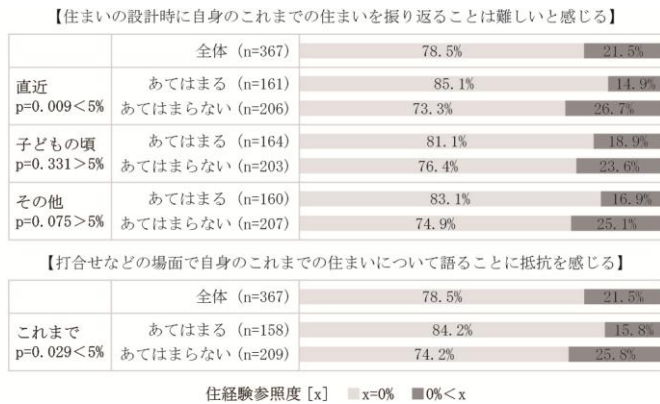 【住まいの設計時に自身のこれまでの住まいを振り返ることは難しいと感じる】
全体 (n=367) 78.5% 21.5%
直近
p=0.009<5%
あてはまる (n=161) 85.1% 14.9%
あてはまらない (n=206) 73.3% 26.7%
子どもの頃
p=0.331>5%
あてはまる (n=164) 81.1% 18.9%
あてはまらない (n=203) 76.4% 23.6%
その他
p=0.075>5%
あてはまる (n=160) 83.1% 16.9%
あてはまらない (n=207) 74.9% 25.1%
【打合せなどの場面で自身のこれまでの住まいについて語ることに抵抗を感じる】
全体 (n=367) 78.5% 21.5%
これまで
p=0.029<5%
あてはまる (n=158) 84.2% 15.8%
あてはまらない (n=209) 74.2% 25.8%
住経験参照度 [x] x=0% 0%<x